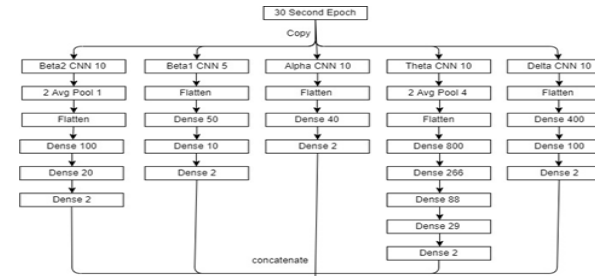 30 Second Epoch
Copy
Beta2 CNN 10
Beta1 CNN 5
Alpha CNN 10
Theta CNN 10
Delta CNN 10
2 Avg Pool 1
Flatten
Flatten
2 Avg Pool 4
Flatten
Flatten
Dense 50
Dense 40
Flatten
Dense 400
Dense 100
Dense 10
Dense 2
Dense 800
Dense 100
Dense 20
Dense 2
Dense 266
Dense 2
Dense 2
Dense 88
Dense 29
Dense 2
concatenate